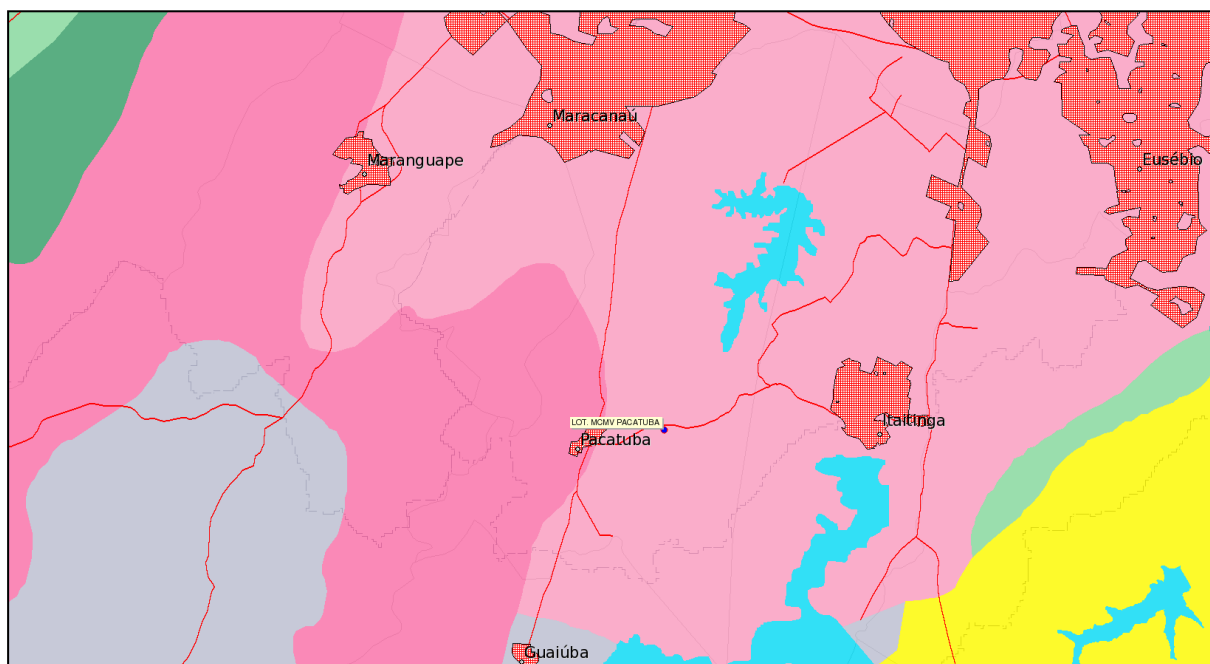 Maracanaú
Maranguape
Eusébio
LOT. MCMV PACATUBA
Itaitinga
Pacatuba
Guaiúba